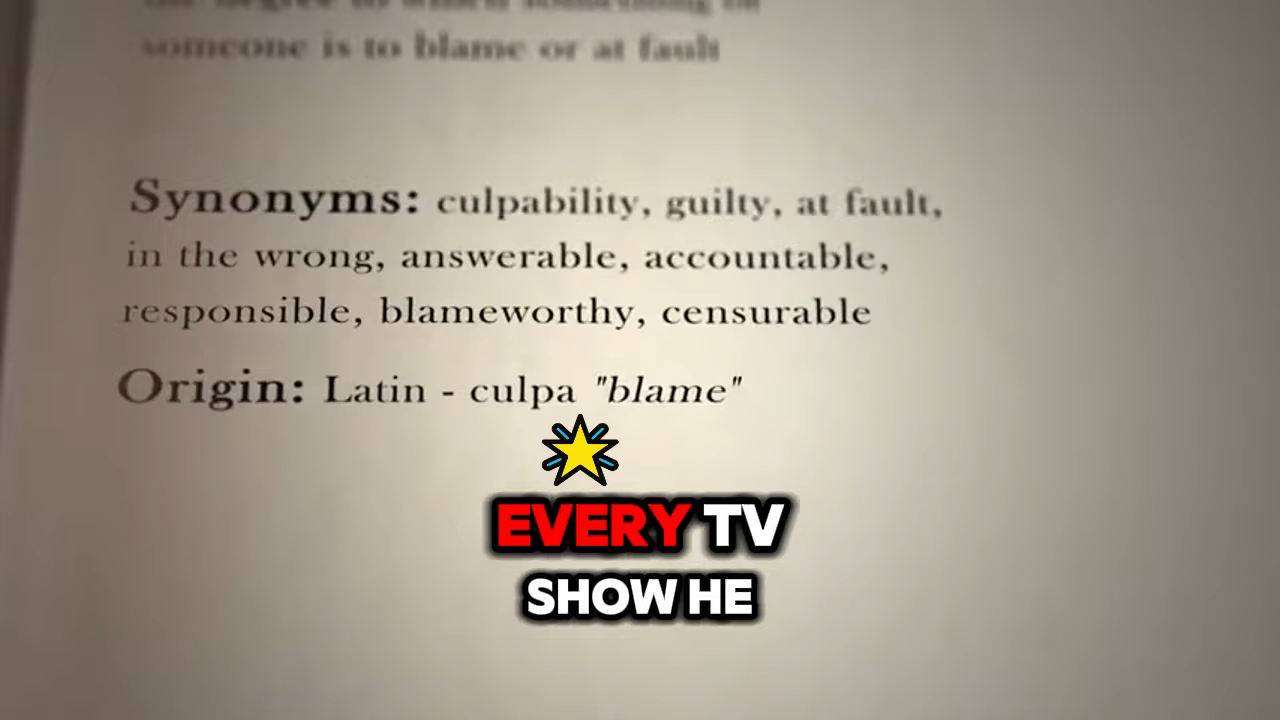 someone is to blame or at fault
Synonyms: culpability, guilty, at fault,
in the wrong, answerable, accountable,
responsible, blameworthy, censurable
Origin: Latin - culpa "blame"
EVERY TV
SHOW HE